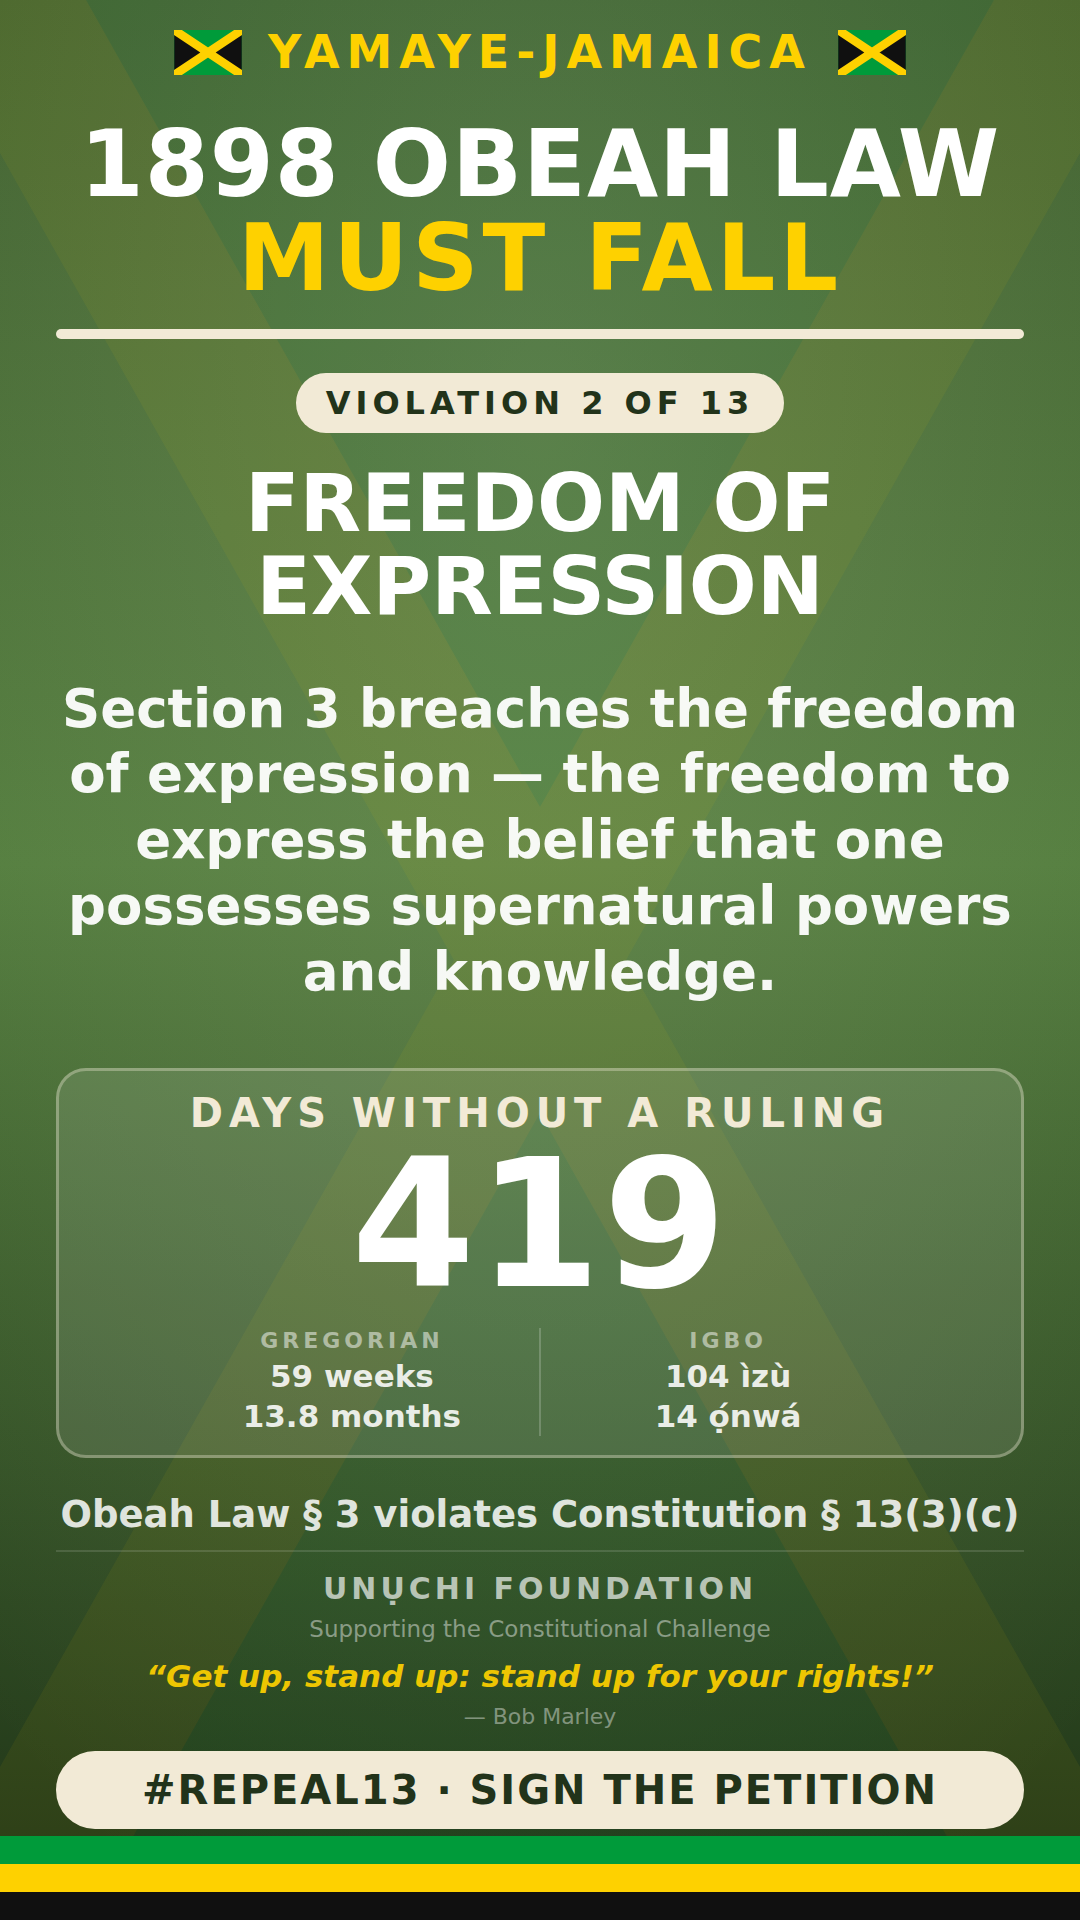 YAMAYE-JAMAICA
1898 OBEAH LAW
MUST FALL
VIOLATION 2 OF 13
FREEDOM OF
EXPRESSION
Section 3 breaches the freedom
of expression — the freedom to
express the belief that one
possesses supernatural powers
and knowledge.
DAYS WITHOUT A RULING
419
GREGORIAN
59 weeks
13.8 months
IGBO
104 ìzù
14 ọ́nwá
Obeah Law § 3 violates Constitution § 13(3)(c)
UNỤCHI FOUNDATION
Supporting the Constitutional Challenge
“Get up, stand up: stand up for your rights!”
— Bob Marley
#REPEAL13 · SIGN THE PETITION